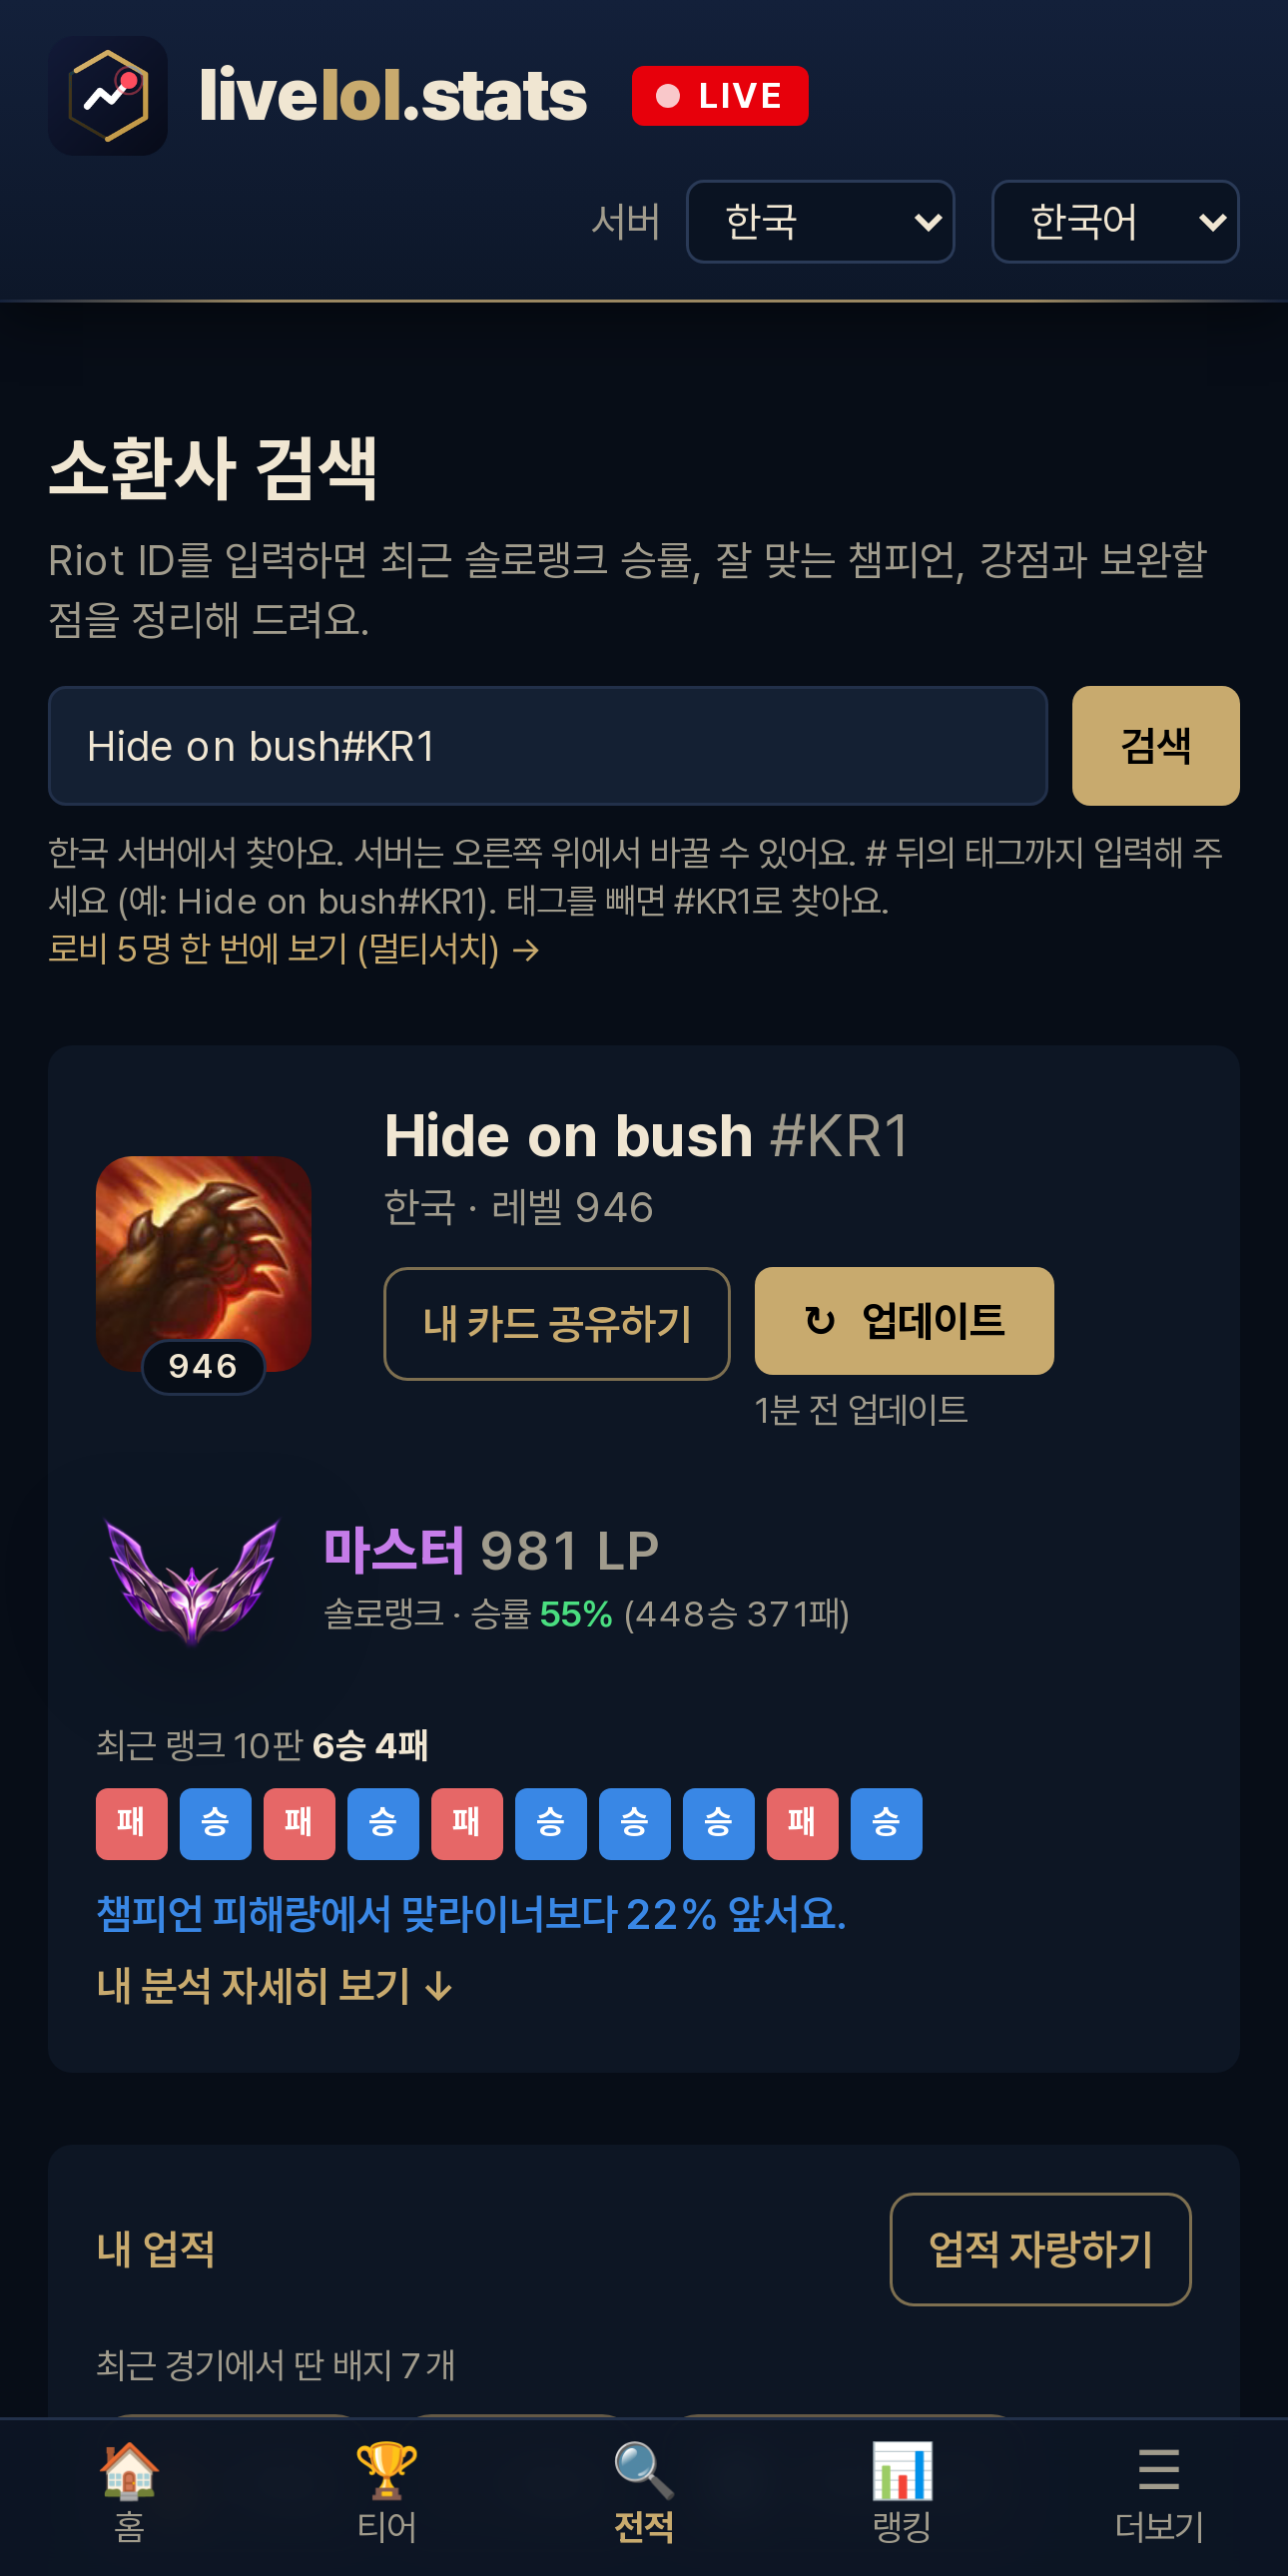 livelol.stats LIVE
서버 한국 한국어
소환사 검색
Riot ID를 입력하면 최근 솔로랭크 승률, 잘 맞는 챔피언, 강점과 보완할
점을 정리해 드려요.
Hide on bush#KR1 검색
한국 서버에서 찾아요. 서버는 오른쪽 위에서 바꿀 수 있어요. # 뒤의 태그까지 입력해 주
세요 (예: Hide on bush#KR1). 태그를 빼면 #KR1로 찾아요.
로비 5명 한 번에 보기 (멀티서치) →
Hide on bush #KR1
한국 · 레벨 946
946
내 카드 공유하기 ↻ 업데이트
1분 전 업데이트
마스터 981 LP
솔로랭크 · 승률 55% (448승 371패)
최근 랭크 10판 6승 4패
패 승 패 승 패 승 승 승 패 승
챔피언 피해량에서 맞라이너보다 22% 앞서요.
내 분석 자세히 보기 ↓
내 업적 업적 자랑하기
최근 경기에서 딴 배지 7개
홈 티어 전적 랭킹 더보기